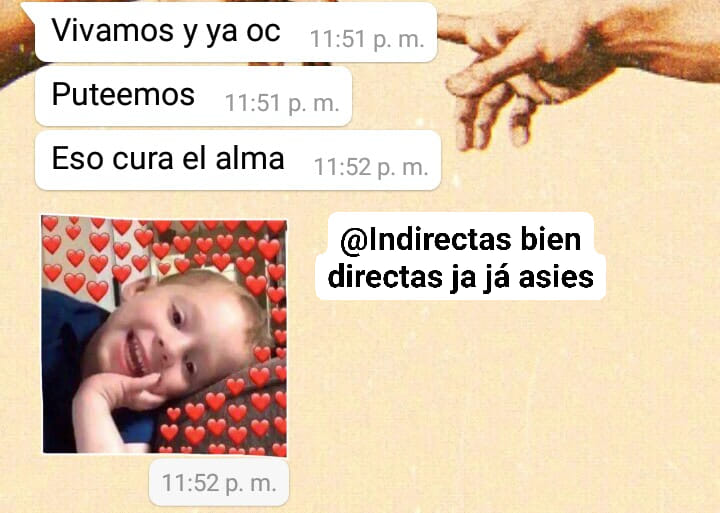 Vivamos y ya oc 11:51 p. m.
Puteemos 11:51 p. m.
Eso cura el alma 11:52 p. m.
@Indirectas bien
directas ja já asies
11:52 p. m.